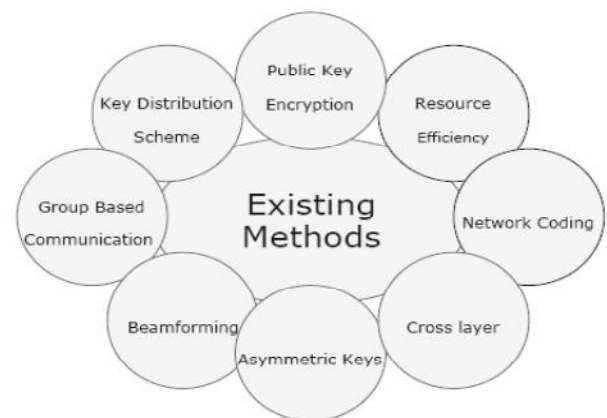 Public Key
Encryption
Key Distribution
Scheme
Resource
Efficiency
Group Based
Communication
Existing
Methods
Network Coding
Beamforming
Cross layer
Asymmetric Keys